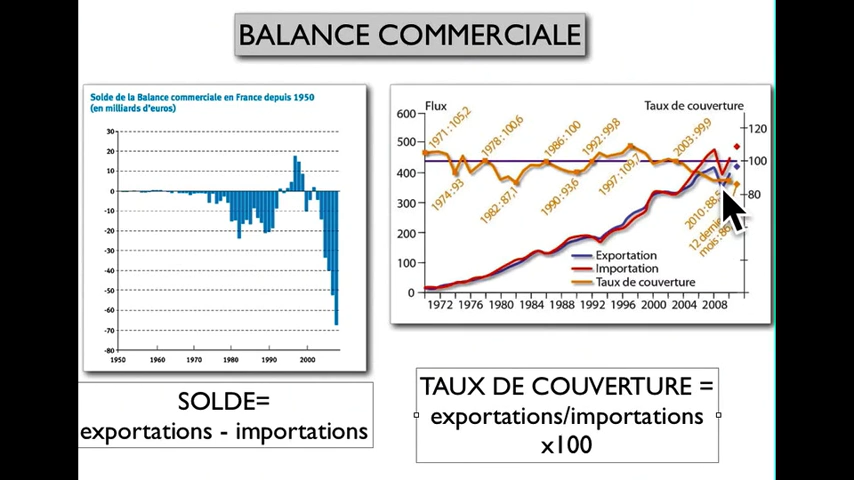 BALANCE COMMERCIALE
Solde de la Balance commerciale en France depuis 1950
(en milliards d'euros)
30
20
10
0
-10
-20
-30
-40
-50
-60
-70
-80
1950 1960 1970 1980 1990 2000
SOLDE=
exportations - importations
Flux
Taux de couverture
600
500
400
300
200
100
0
120
100
80
1971:105,2
1974:93
1978:100,6
1982:87,1
1986:100
1990:93,6
1992:99,8
1997:109,7
2003:99,9
2010:88,
12
mois:
Exportation
Importation
Taux de couverture
1972 1976 1980 1984 1988 1992 1996 2000 2004 2008
TAUX DE COUVERTURE =
exportations/importations
x100